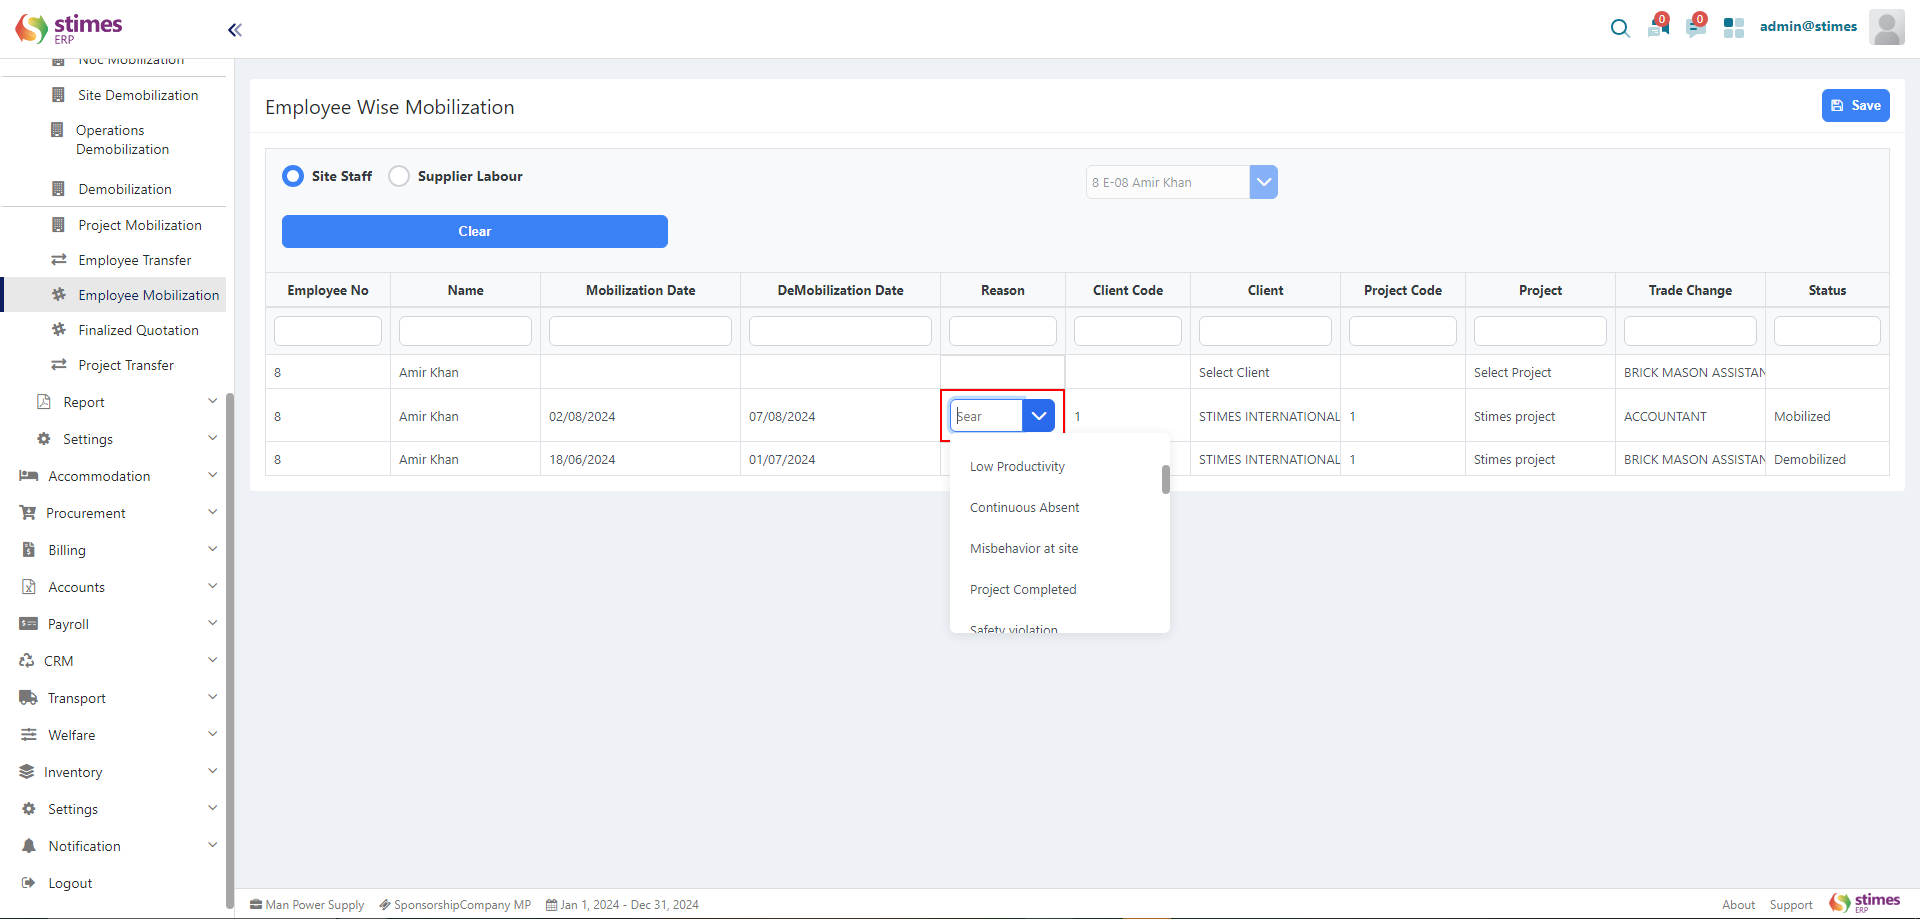 stimes
ERP
0
0
admin@stimes
Noc Mobilization
Site Demobilization
Operations
Demobilization
Demobilization
Project Mobilization
Employee Transfer
Employee Mobilization
Finalized Quotation
Project Transfer
Report
Settings
Accommodation
Procurement
Billing
Accounts
Payroll
CRM
Transport
Welfare
Inventory
Settings
Notification
Logout
Employee Wise Mobilization
Save
Site Staff Supplier Labour
8 E-08 Amir Khan
Clear
Employee No Name Mobilization Date DeMobilization Date Reason Client Code Client Project Code Project Trade Change Status
8 Amir Khan Select Client Select Project BRICK MASON ASSISTAN
8 Amir Khan 02/08/2024 07/08/2024 Sear 1 STIMES INTERNATIONAL 1 Stimes project ACCOUNTANT Mobilized
8 Amir Khan 18/06/2024 01/07/2024 STIMES INTERNATIONAL 1 Stimes project BRICK MASON ASSISTAN Demobilized
Low Productivity
Continuous Absent
Misbehavior at site
Project Completed
Safety violation
Man Power Supply SponsorshipCompany MP Jan 1, 2024 - Dec 31, 2024
About Support stimes
ERP